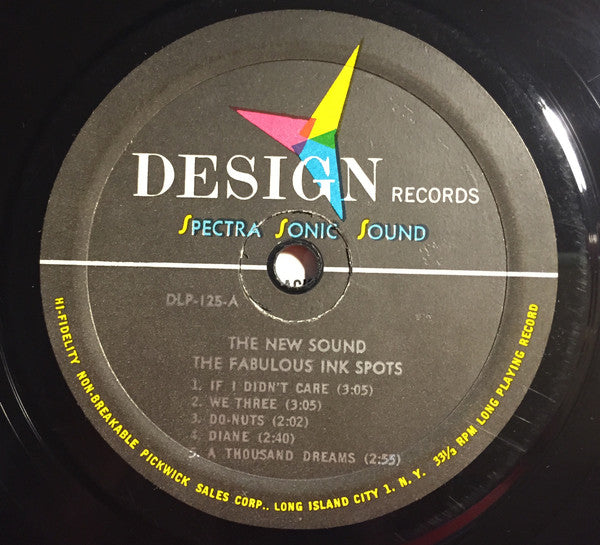 DESIGN RECORDS
SPECTRA SONIC SOUND
DLP-125-A
THE NEW SOUND
THE FABULOUS INK SPOTS
1. IF I DIDN'T CARE (3:05)
2. WE THREE (3:05)
3. DO-NUTS (2:02)
4. DIANE (2:40)
5. A THOUSAND DREAMS (2:55)
HI-FIDELITY NON-BREAKABLE PICKWICK SALES CORP., LONG ISLAND CITY 1, N. Y. 33⅓ RPM LONG PLAYING RECORD